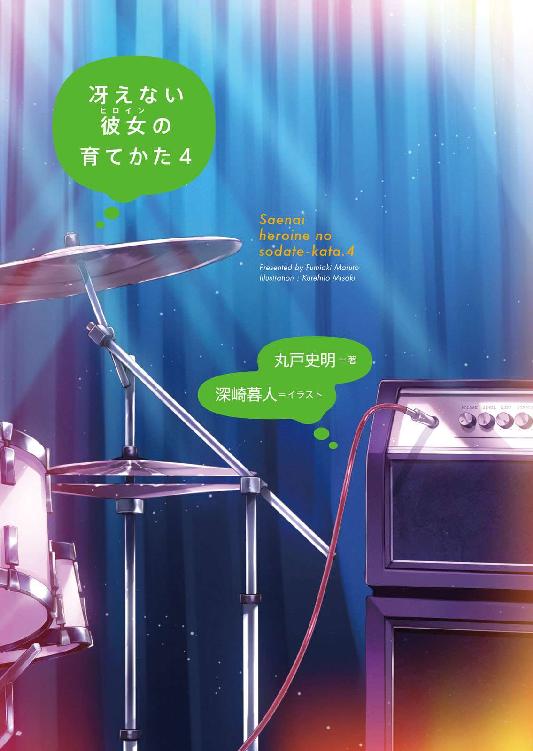 冴えない
ヒロイン
彼女の
育てかた4
Saenai
heroine no
sodate-kata.4
Presented by Fumiaki Maruto
Illustration : Kurehito Misaki
丸戸史明=著
深崎暮人=イラスト